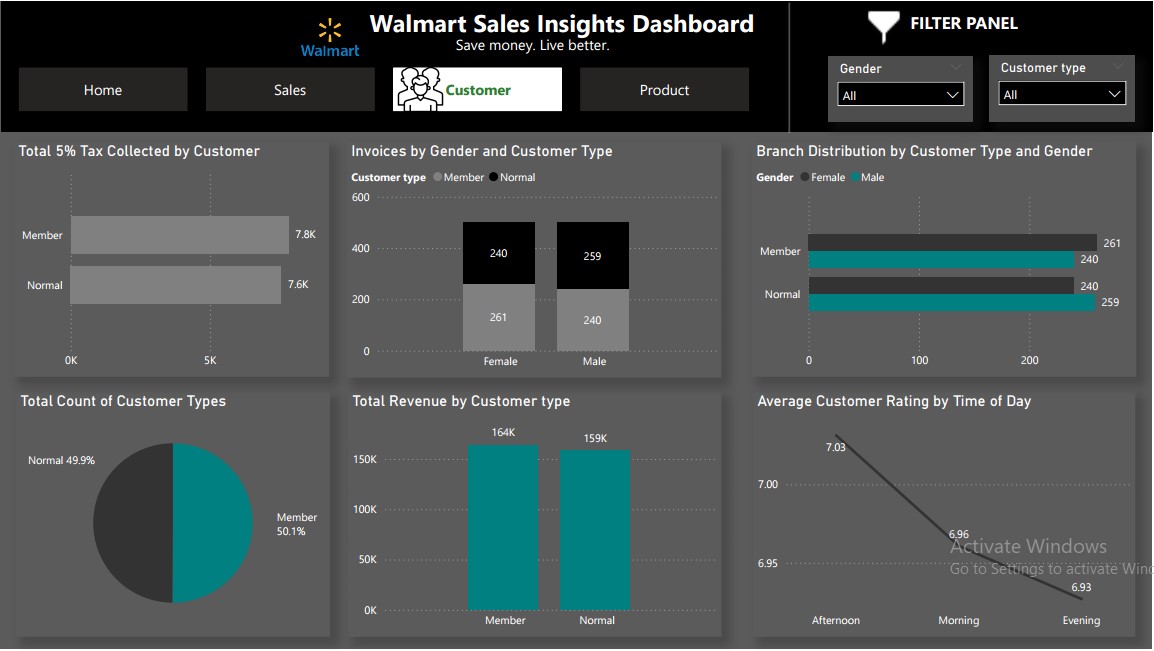 Walmart
Walmart Sales Insights Dashboard
Save money. Live better.
FILTER PANEL
Home
Sales
Customer
Product
Gender
All
Customer type
All
Total 5% Tax Collected by Customer
Member
7.8K
Normal
7.6K
0K
5K
Invoices by Gender and Customer Type
Customer type
Member
Normal
600
400
200
0
240
259
261
240
Female
Male
Branch Distribution by Customer Type and Gender
Gender
Female
Male
Member
261
240
Normal
240
259
0
100
200
Total Count of Customer Types
Normal 49.9%
Member
50.1%
Total Revenue by Customer type
164K
159K
150K
100K
50K
0K
Member
Normal
Average Customer Rating by Time of Day
7.03
7.00
6.96
6.95
6.93
Afternoon
Morning
Evening
Activate Windows
Go to Settings to activate Win